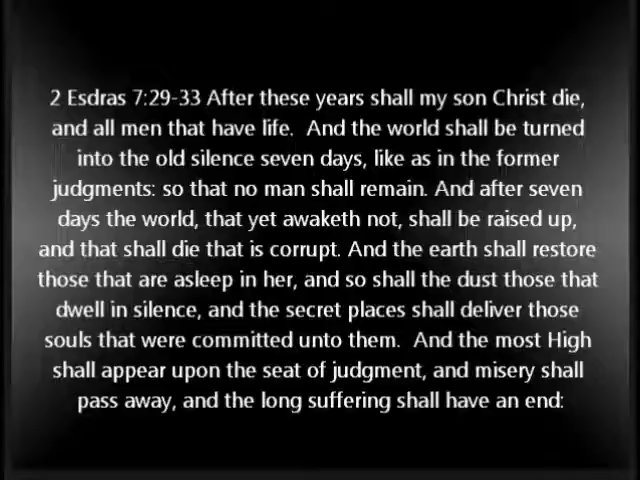 2 Esdras 7:29-33 After these years shall my son Christ die,
and all men that have life.  And the world shall be turned
into the old silence seven days, like as in the former
judgments: so that no man shall remain. And after seven
days the world, that yet awaketh not, shall be raised up,
and that shall die that is corrupt. And the earth shall restore
those that are asleep in her, and so shall the dust those that
dwell in silence, and the secret places shall deliver those
souls that were committed unto them.  And the most High
shall appear upon the seat of judgment, and misery shall
pass away, and the long suffering shall have an end: